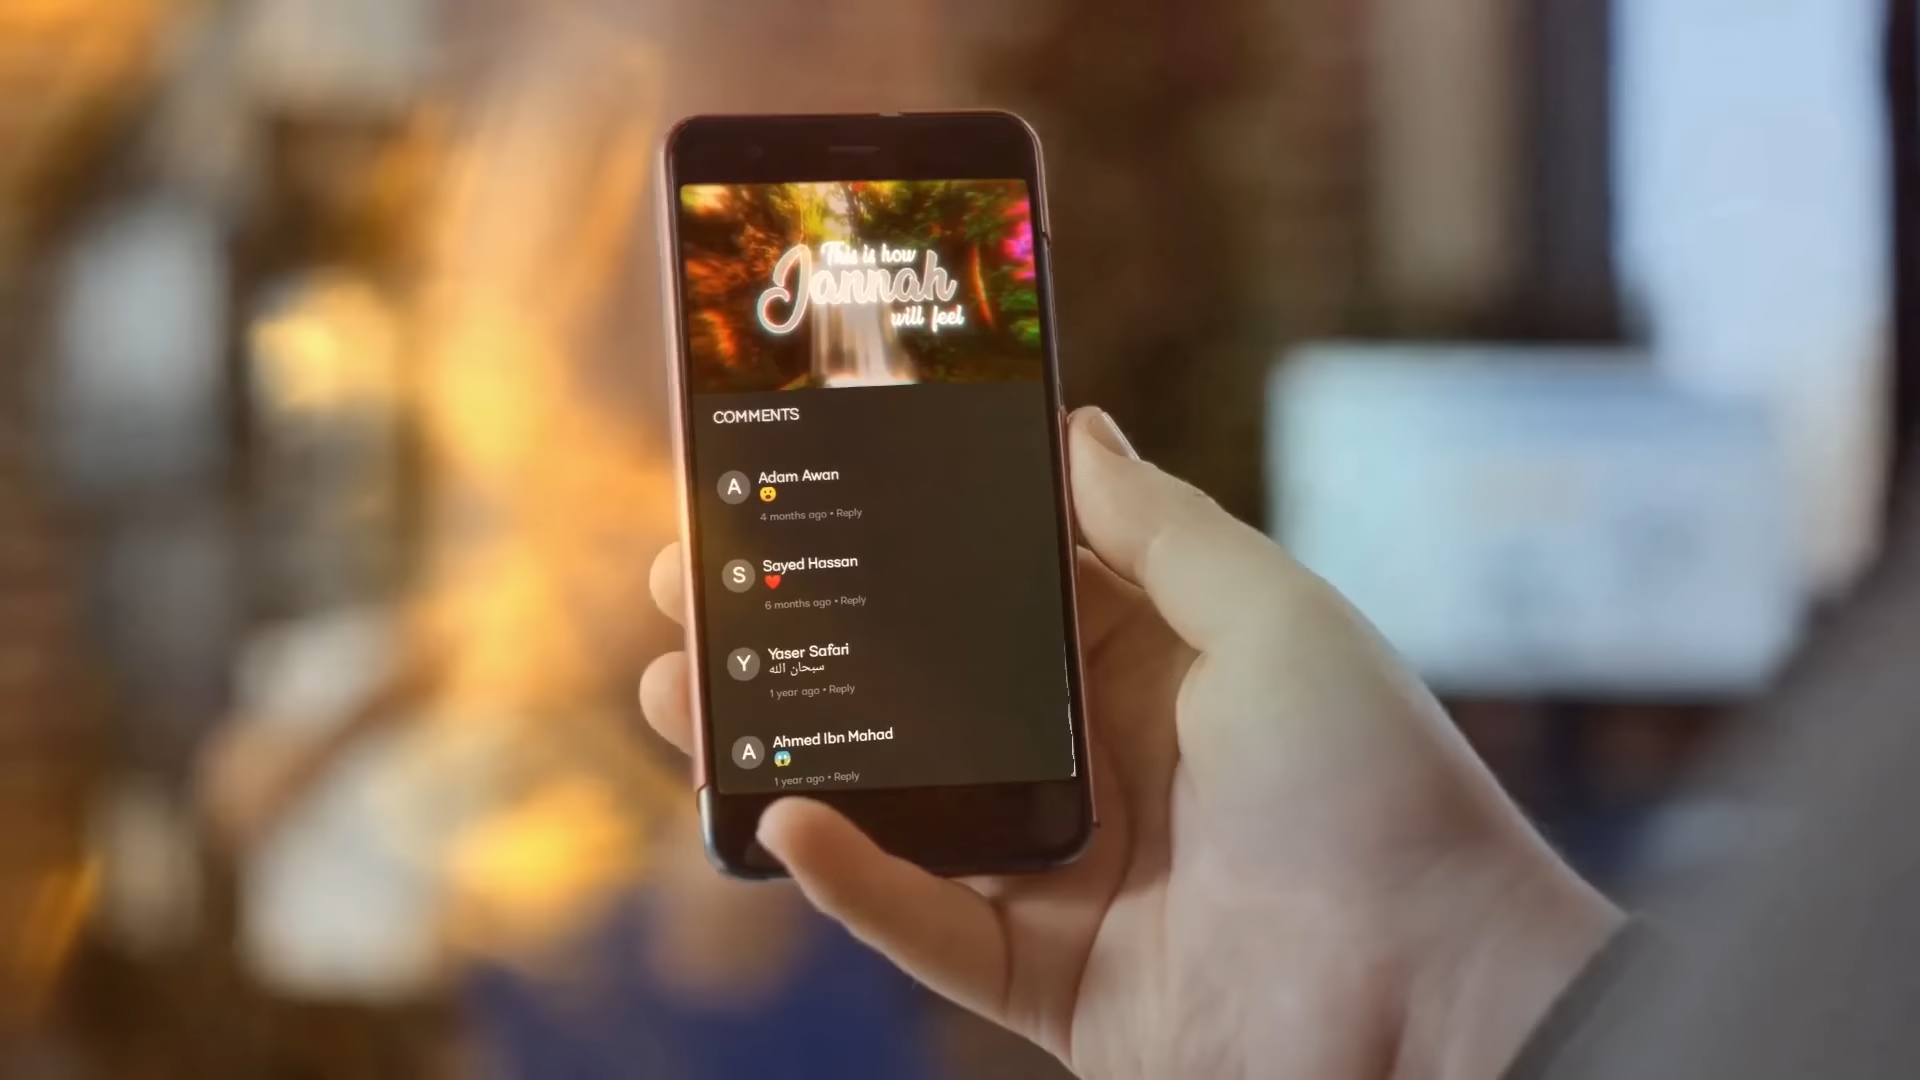 This is how
Jannah
will feel
COMMENTS
A
Adam Awan
😮
4 months ago • Reply
S
Sayed Hassan
❤️
6 months ago • Reply
Y
Yaser Safari
سبحان الله
1 year ago • Reply
A
Ahmed Ibn Mahad
😱
1 year ago • Reply